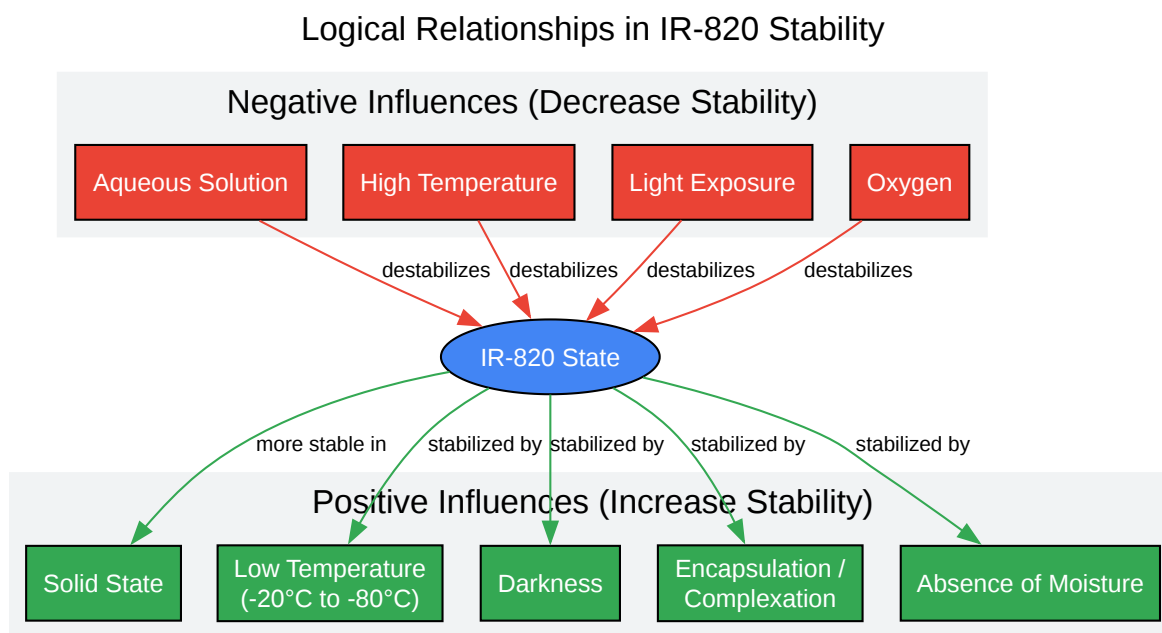 Logical Relationships in IR-820 Stability
Negative Influences (Decrease Stability)
Aqueous Solution
High Temperature
Light Exposure
Oxygen
destabilizes
destabilizes
destabilizes
destabilizes
IR-820 State
more stable in
stabilized by
stabilized by
stabilized by
stabilized by
Positive Influences (Increase Stability)
Solid State
Low Temperature
(-20°C to -80°C)
Darkness
Encapsulation /
Complexation
Absence of Moisture